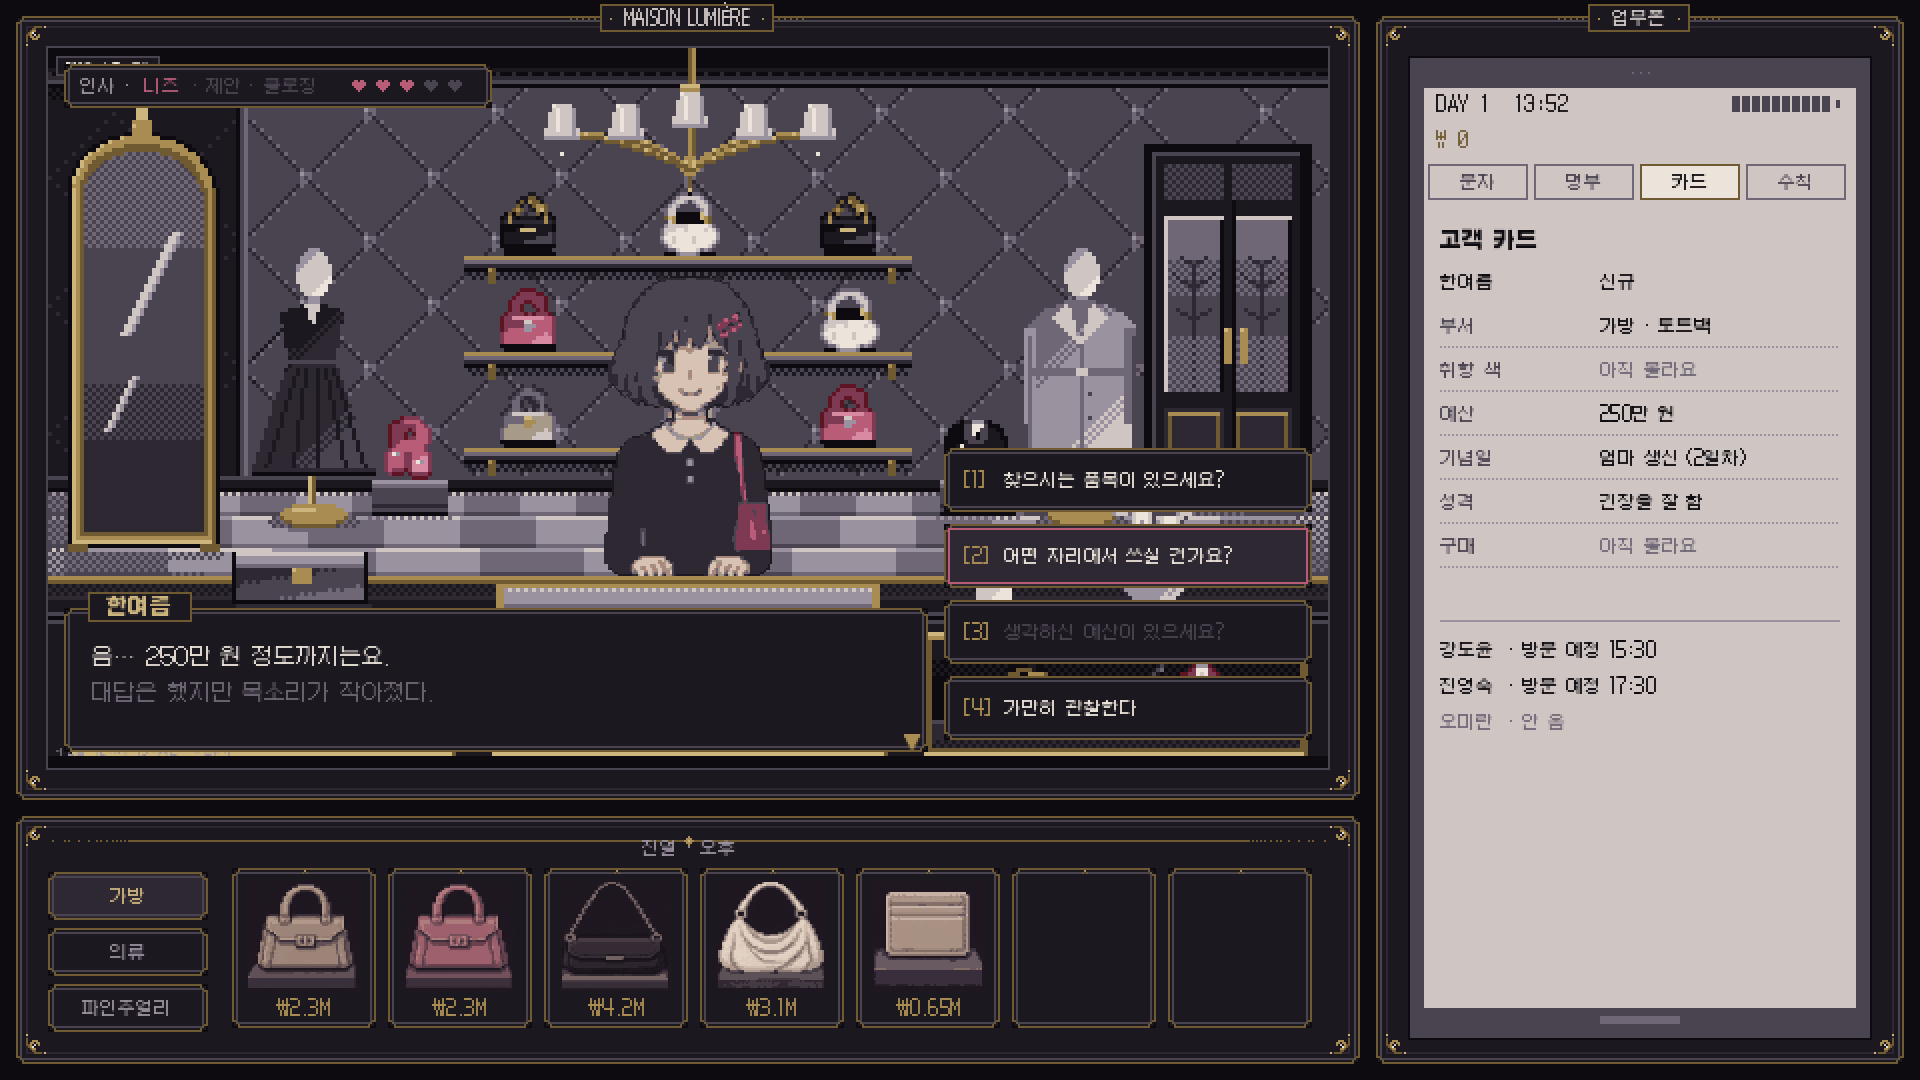 · MAISON LUMIÈRE ·
인사 · 니즈 · 제안 · 클로징
한여름
음… 250만 원 정도까지는요.
대답은 했지만 목소리가 작아졌다.
[1] 찾으시는 품목이 있으세요?
[2] 어떤 자리에서 쓰실 건가요?
[3] 생각하신 예산이 있으세요?
[4] 가만히 관찰한다
진열 오후
가방
의류
파인주얼리
₩2.3M
₩2.3M
₩4.2M
₩3.1M
₩0.65M
· 업무폰 ·
DAY 1 13:52
₩ 0
문자
명부
카드
수칙
고객 카드
한여름 신규
부서 가방 · 토트백
취향 색 아직 몰라요
예산 250만 원
기념일 엄마 생신 (2일차)
성격 긴장을 잘 함
구매 아직 몰라요
강도윤 · 방문 예정 15:30
진영숙 · 방문 예정 17:30
오미란 · 안 옴